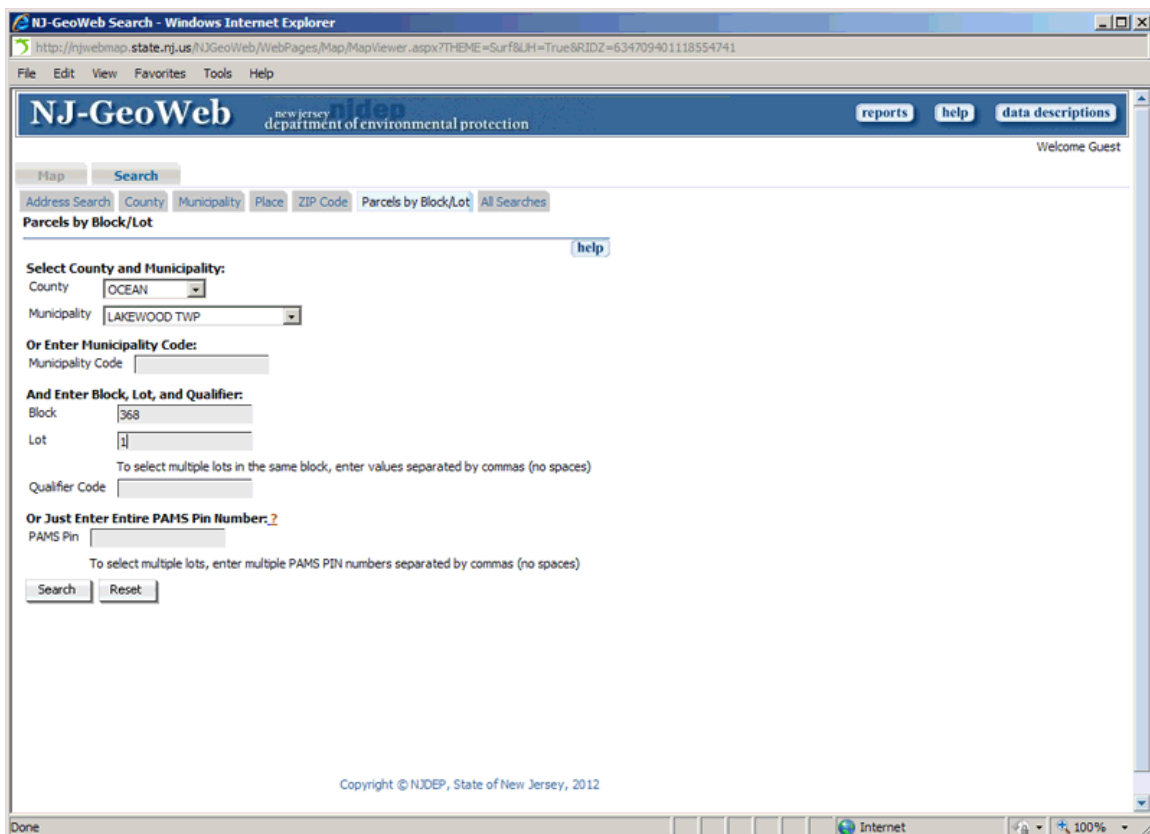 NJ-GeoWeb Search - Windows Internet Explorer
http://njwebmap.state.nj.us/NJGeoWeb/WebPages/Map/MapViewer.aspx?THEME=Surf&UH=True&RIDZ=634709401118554741
File Edit View Favorites Tools Help
NJ-GeoWeb njdep new jersey department of environmental protection reports help data descriptions
Welcome Guest
Map Search
Address Search County Municipality Place ZIP Code Parcels by Block/Lot All Searches
Parcels by Block/Lot
help
Select County and Municipality:
County OCEAN
Municipality LAKEWOOD TWP
Or Enter Municipality Code:
Municipality Code
And Enter Block, Lot, and Qualifier:
Block 368
Lot 1
To select multiple lots in the same block, enter values separated by commas (no spaces)
Qualifier Code
Or Just Enter Entire PAMS Pin Number: ?
PAMS Pin
To select multiple lots, enter multiple PAMS PIN numbers separated by commas (no spaces)
Search Reset
Copyright © NJDEP, State of New Jersey, 2012
Done Internet 100%